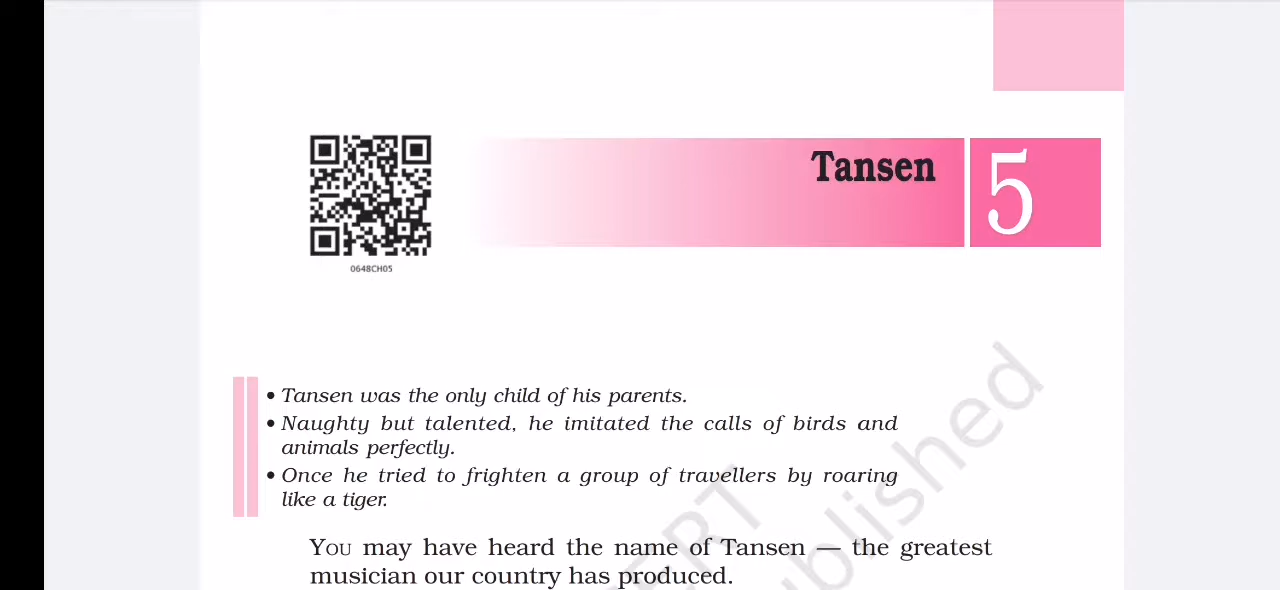 Tansen
5
0648CH05
• Tansen was the only child of his parents.
• Naughty but talented, he imitated the calls of birds and
animals perfectly.
• Once he tried to frighten a group of travellers by roaring
like a tiger.
YOU may have heard the name of Tansen — the greatest
musician our country has produced.